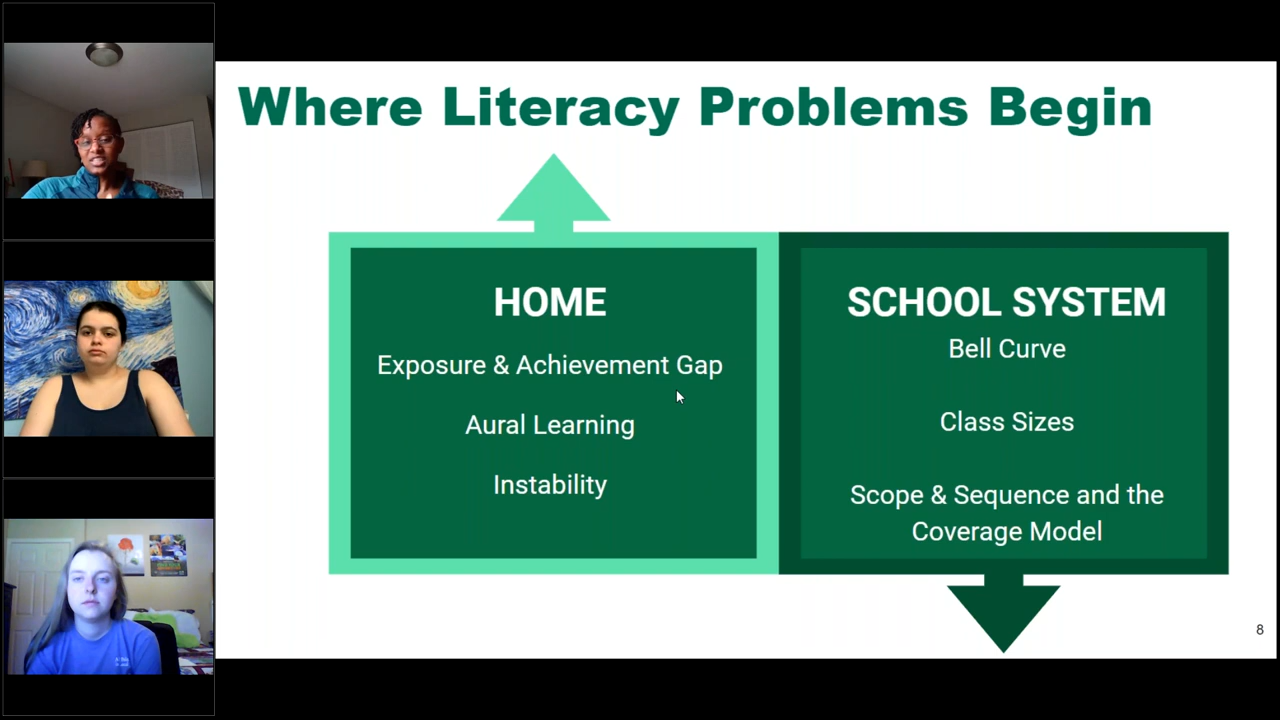 Where Literacy Problems Begin
HOME
Exposure & Achievement Gap
Aural Learning
Instability
SCHOOL SYSTEM
Bell Curve
Class Sizes
Scope & Sequence and the
Coverage Model
8